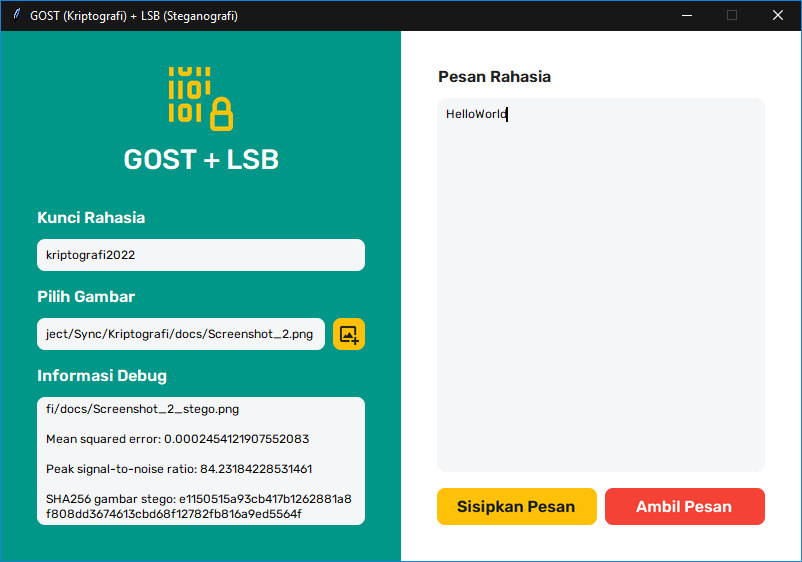 GOST (Kriptografi) + LSB (Steganografi)
GOST + LSB
Kunci Rahasia
kriptografi2022
Pilih Gambar
ject/Sync/Kriptografi/docs/Screenshot_2.png
Informasi Debug
fi/docs/Screenshot_2_stego.png
Mean squared error: 0.0002454121907552083
Peak signal-to-noise ratio: 84.23184228531461
SHA256 gambar stego: e1150515a93cb417b1262881a8
f808dd3674613cbd68f12782fb816a9ed5564f
Pesan Rahasia
HelloWorld
Sisipkan Pesan
Ambil Pesan